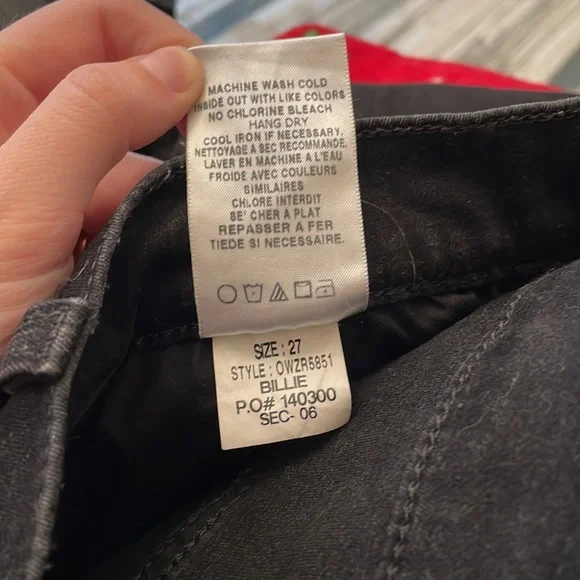 MACHINE WASH COLD
INSIDE OUT WITH LIKE COLORS
NO CHLORINE BLEACH
HANG DRY
COOL IRON IF NECESSARY.
NETTOYAGE A SEC RECOMMANDE.
LAVER EN MACHINE A L'EAU
FROIDE AVEC COULEURS
SIMILAIRES
CHLORE INTERDIT
SE' CHER A PLAT
REPASSER A FER
TIEDE SI NECESSAIRE.
SIZE : 27
STYLE : OWZR5851
BILLIE
P.O# 140300
SEC- 06